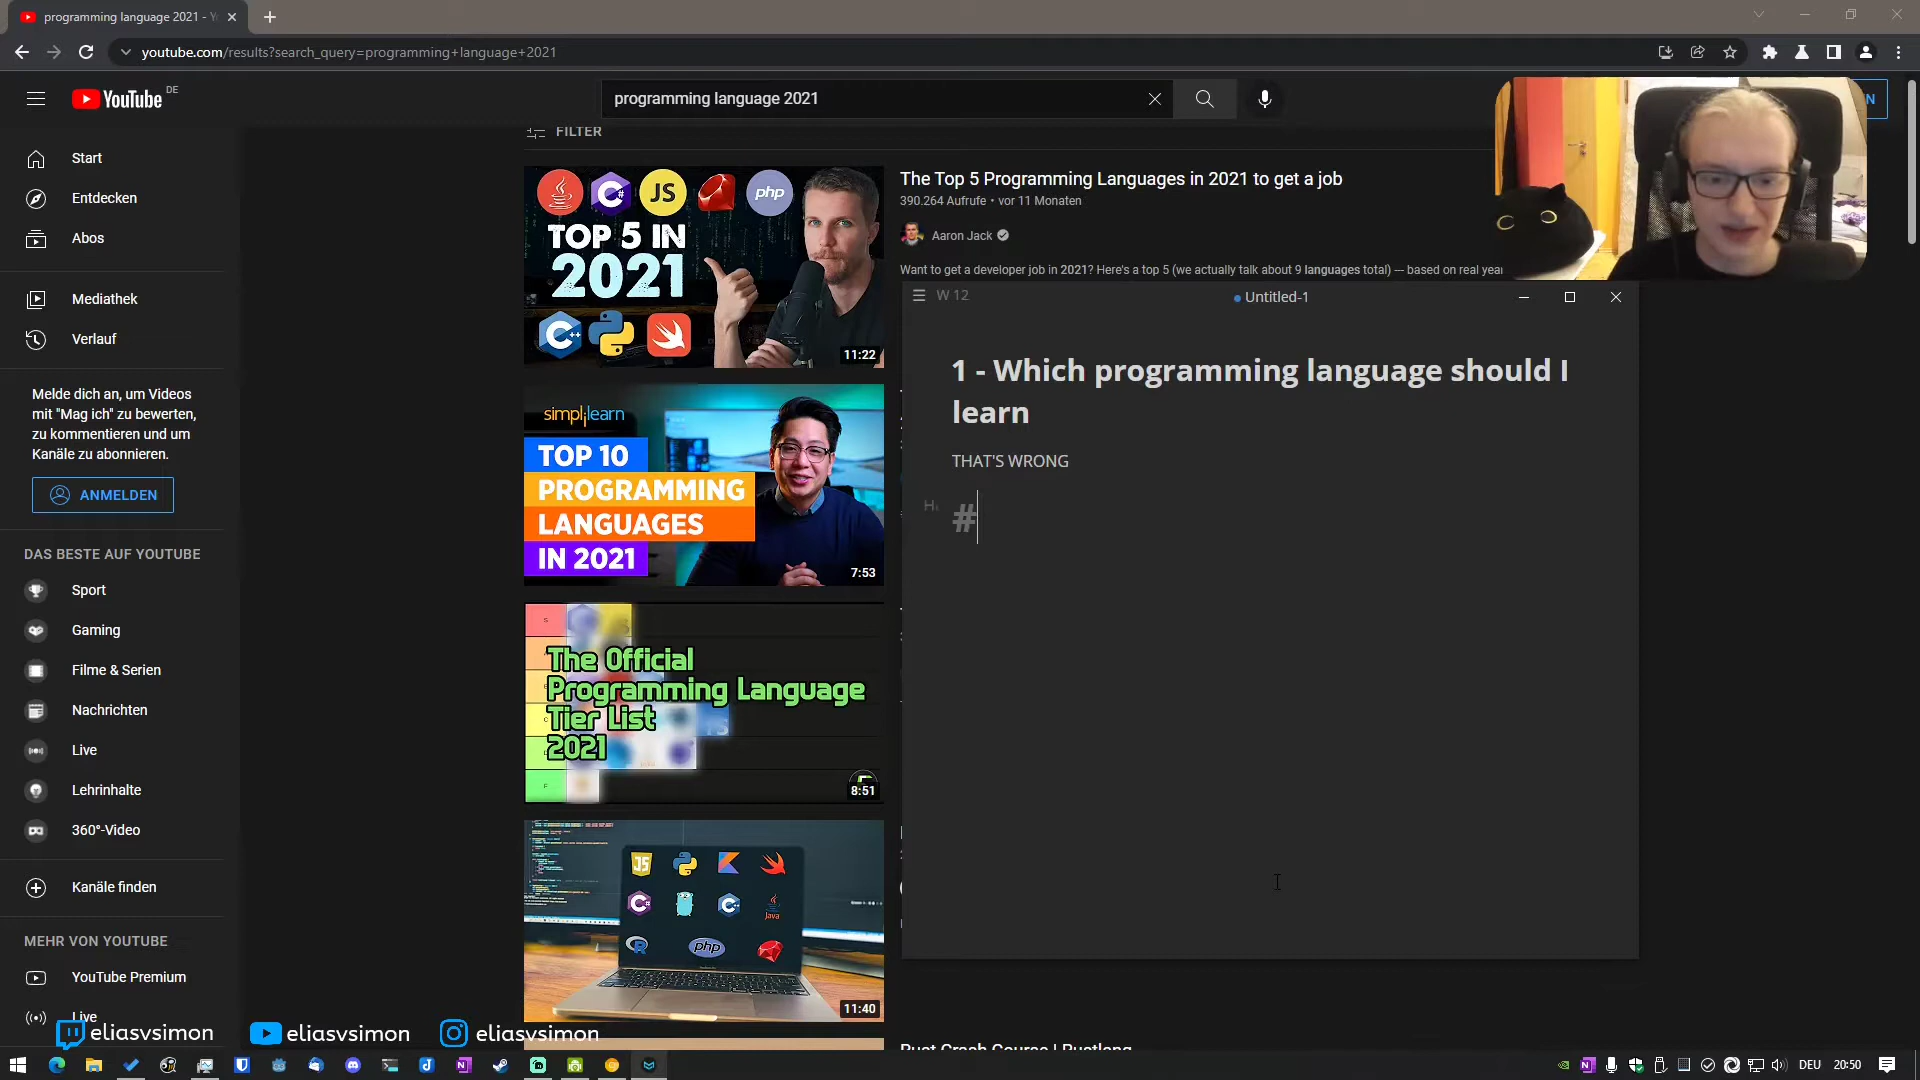 programming language 2021 - Y
youtube.com/results?search_query=programming+language+2021
YouTube
DE
programming language 2021
N
FILTER
Start
Entdecken
Abos
Mediathek
Verlauf
Melde dich an, um Videos
mit "Mag ich" zu bewerten,
zu kommentieren und um
Kanäle zu abonnieren.
ANMELDEN
DAS BESTE AUF YOUTUBE
Sport
Gaming
Filme & Serien
Nachrichten
Live
Lehrinhalte
360°-Video
Kanäle finden
MEHR VON YOUTUBE
YouTube Premium
Live
C#
JS
php
TOP 5 IN
2021
C++
11:22
The Top 5 Programming Languages in 2021 to get a job
390.264 Aufrufe • vor 11 Monaten
Aaron Jack
Want to get a developer job in 2021? Here's a top 5 (we actually talk about 9 languages total) — based on real year
simplilearn
TOP 10
PROGRAMMING
LANGUAGES
IN 2021
7:53
S
The Official
Programming Language
Tier List
2021
F
8:51
JS
C#
C++
Java
R
php
11:40
W 12
Untitled-1
1 - Which programming language should I
learn
THAT'S WRONG
#
Rust Crash Course | Rustlang
eliasvsimon
eliasvsimon
eliasvsimon
DEU
20:50